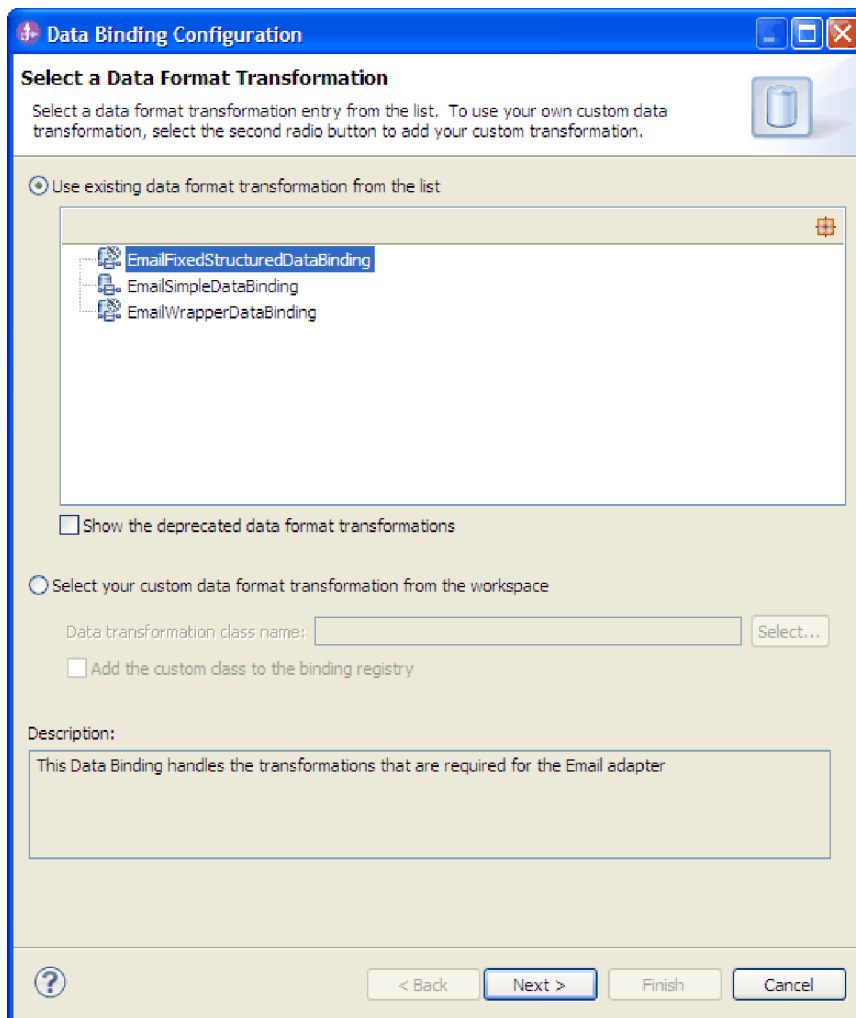 Data Binding Configuration
Select a Data Format Transformation
Select a data format transformation entry from the list. To use your own custom data
transformation, select the second radio button to add your custom transformation.
Use existing data format transformation from the list
EmailFixedStructuredDataBinding
EmailSimpleDataBinding
EmailWrapperDataBinding
Show the deprecated data format transformations
Select your custom data format transformation from the workspace
Data transformation class name:
Select...
Add the custom class to the binding registry
Description:
This Data Binding handles the transformations that are required for the Email adapter
?
< Back
Next >
Finish
Cancel